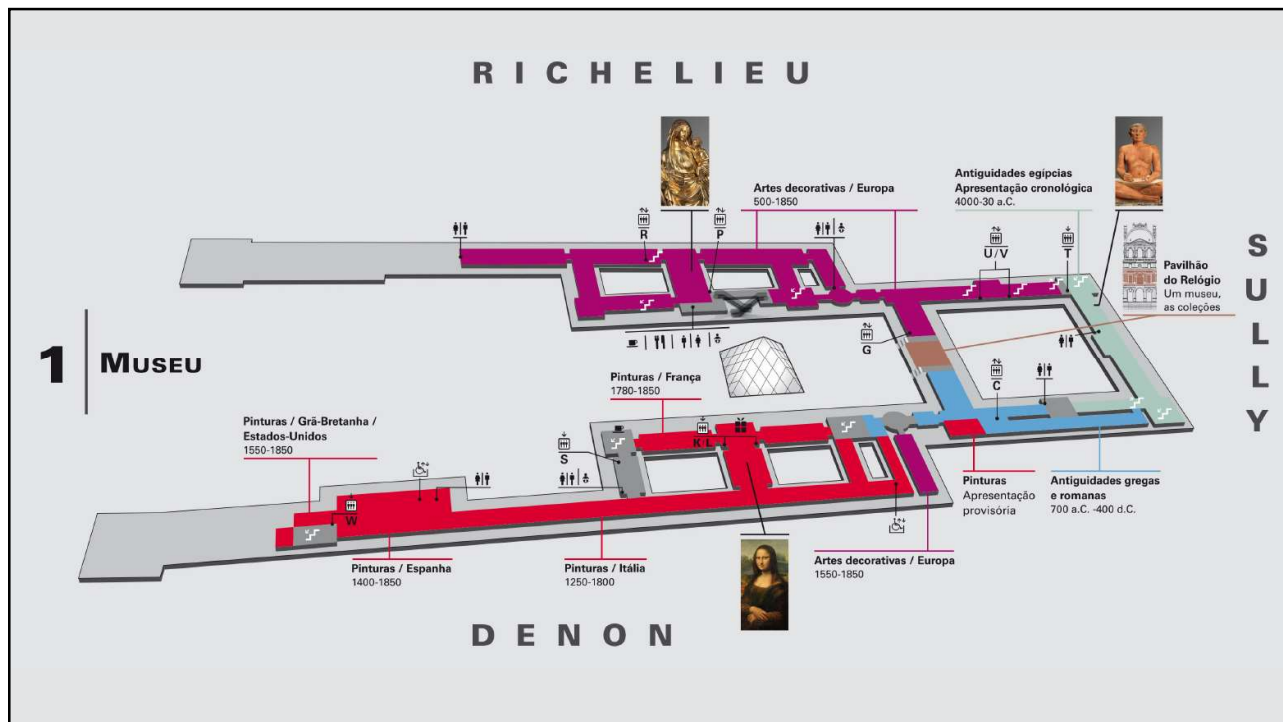 RICHELIEU
Artes decorativas / Europa
500-1850
Antiguidades egípcias
Apresentação cronológica
4000-30 a.C.
R
P
U/V
T
SULLY
Pavilhão
do Relógio
Um museu,
as coleções
G
1 MUSEU
Pinturas / França
1780-1850
C
Pinturas / Grã-Bretanha /
Estados-Unidos
1550-1850
S
K/L
W
Pinturas
Apresentação
provisória
Antiguidades gregas
e romanas
700 a.C. -400 d.C.
Pinturas / Espanha
1400-1850
Pinturas / Itália
1250-1800
Artes decorativas / Europa
1550-1850
DENON